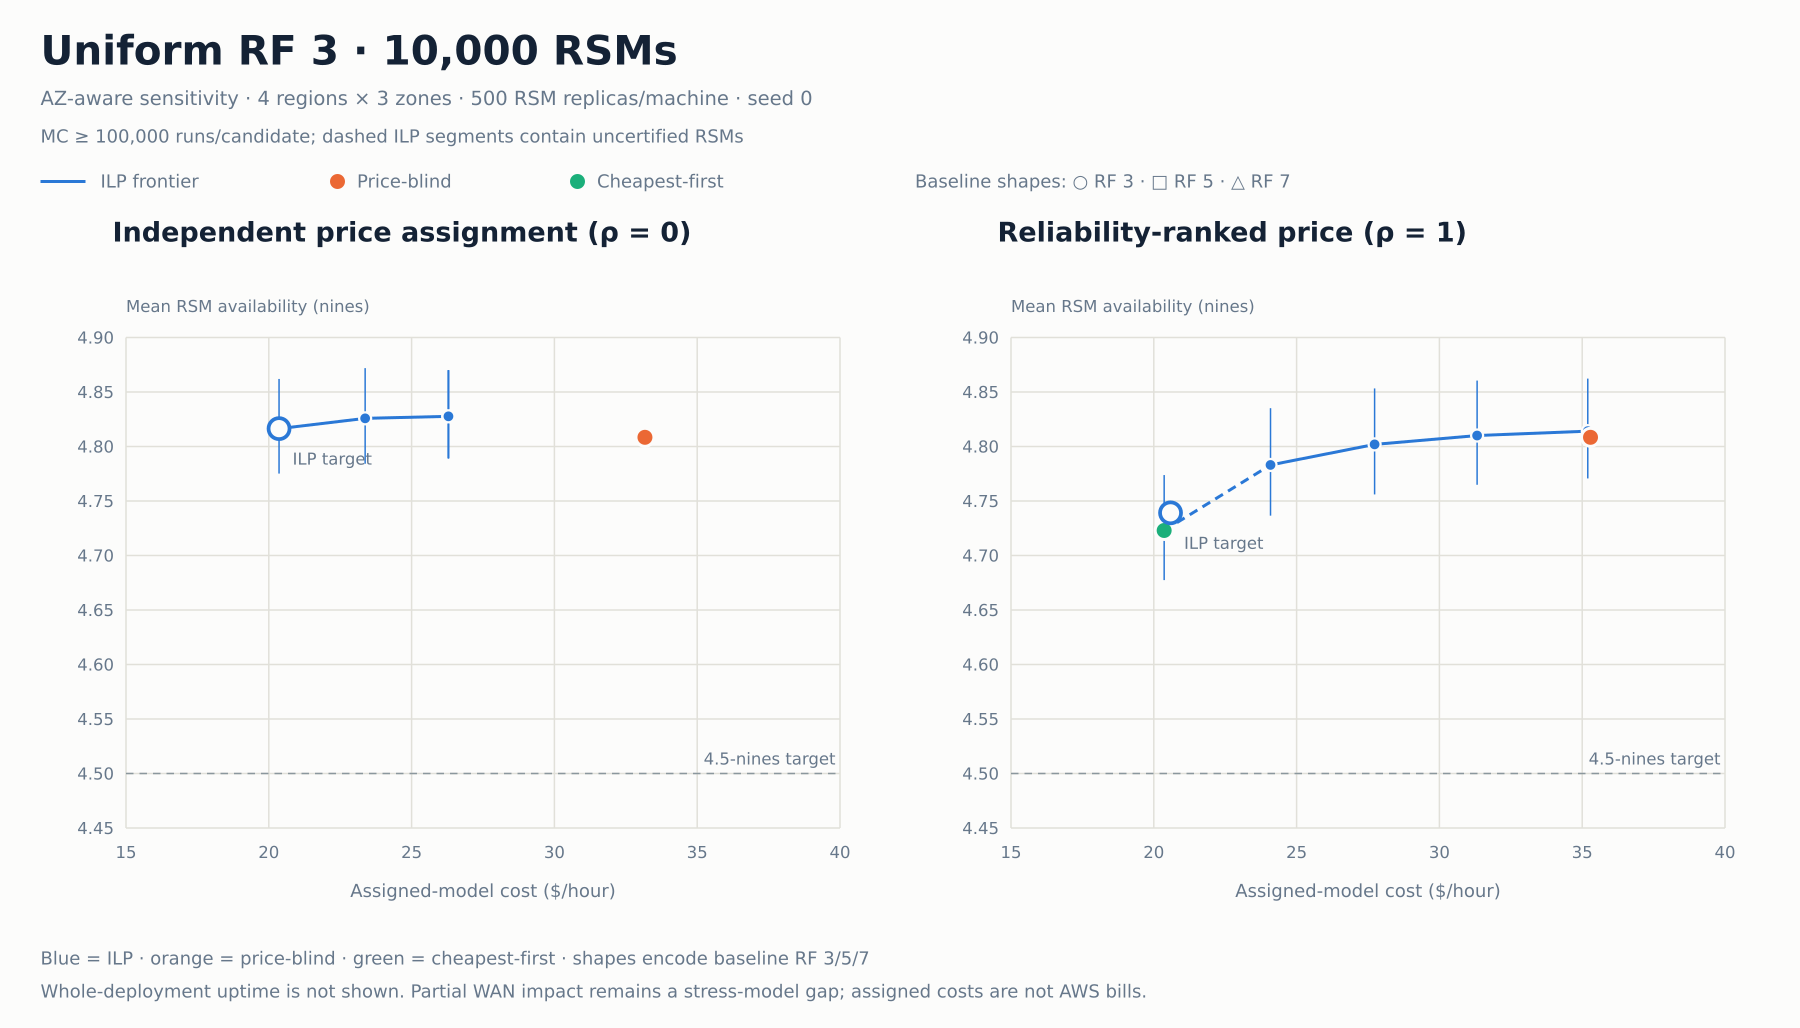 Uniform RF 3 · 10,000 RSMs
AZ-aware sensitivity · 4 regions × 3 zones · 500 RSM replicas/machine · seed 0
MC ≥ 100,000 runs/candidate; dashed ILP segments contain uncertified RSMs
ILP frontier
Price-blind
Cheapest-first
Baseline shapes: ○ RF 3 · □ RF 5 · △ RF 7
Independent price assignment (ρ = 0)
Mean RSM availability (nines)
4.90
4.85
4.80
4.75
4.70
4.65
4.60
4.55
4.50
4.45
ILP target
4.5-nines target
15
20
25
30
35
40
Assigned-model cost ($/hour)
Reliability-ranked price (ρ = 1)
Mean RSM availability (nines)
4.90
4.85
4.80
4.75
4.70
4.65
4.60
4.55
4.50
4.45
ILP target
4.5-nines target
15
20
25
30
35
40
Assigned-model cost ($/hour)
Blue = ILP · orange = price-blind · green = cheapest-first · shapes encode baseline RF 3/5/7
Whole-deployment uptime is not shown. Partial WAN impact remains a stress-model gap; assigned costs are not AWS bills.